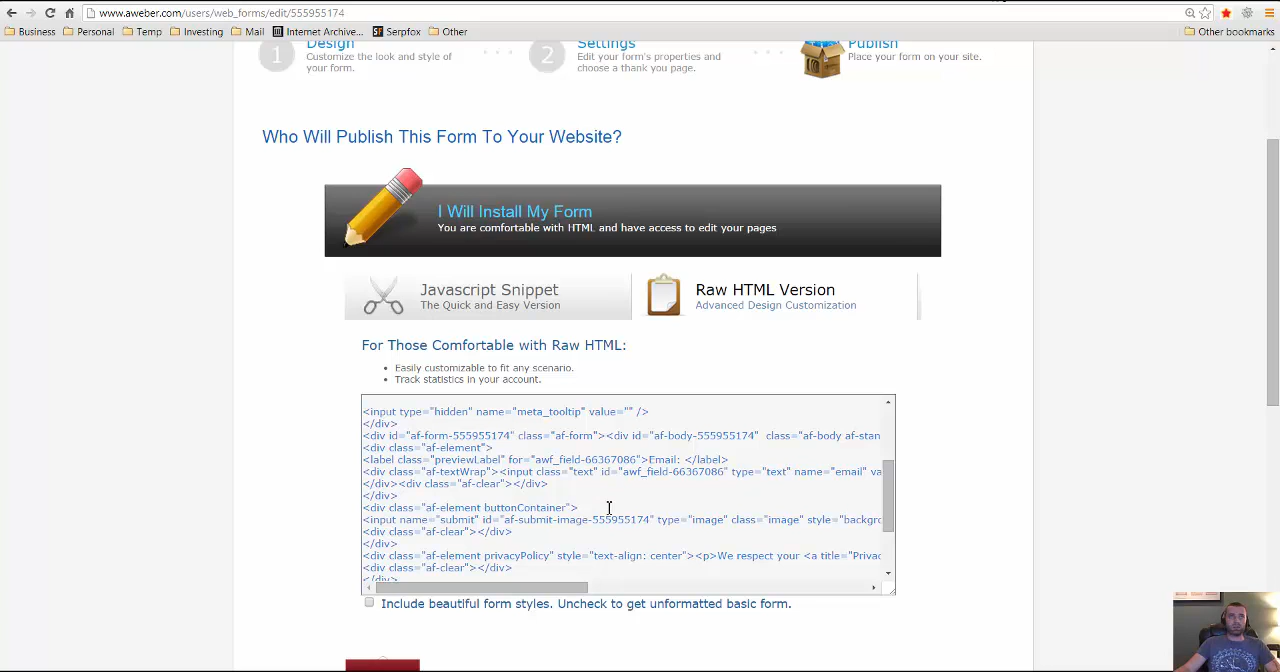 www.aweber.com/users/web_forms/edit/555955174
Business Personal Temp Investing Mail Internet Archive... Serpfox Other Other bookmarks
1 Design
Customize the look and style of
your form.
2 Settings
Edit your form's properties and
choose a thank you page.
Publish
Place your form on your site.
Who Will Publish This Form To Your Website?
I Will Install My Form
You are comfortable with HTML and have access to edit your pages
Javascript Snippet
The Quick and Easy Version
Raw HTML Version
Advanced Design Customization
For Those Comfortable with Raw HTML:
• Easily customizable to fit any scenario.
• Track statistics in your account.
<input type="hidden" name="meta_tooltip" value="" />
</div>
<div id="af-form-555955174" class="af-form"><div id="af-body-555955174" class="af-body af-stan
<div class="af-element">
<label class="previewLabel" for="awf_field-66367086">Email: </label>
<div class="af-textWrap"><input class="text" id="awf_field-66367086" type="text" name="email" va
</div><div class="af-clear"></div>
</div>
<div class="af-element buttonContainer">
<input name="submit" id="af-submit-image-555955174" type="image" class="image" style="backgro
<div class="af-clear"></div>
</div>
<div class="af-element privacyPolicy" style="text-align: center"><p>We respect your <a title="Privac
<div class="af-clear"></div>
</div>
Include beautiful form styles. Uncheck to get unformatted basic form.